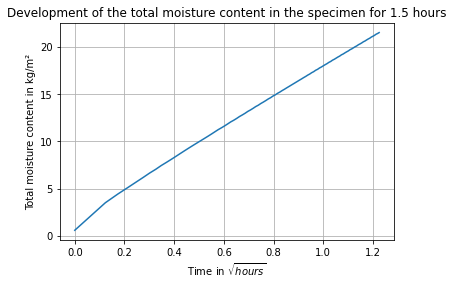 Development of the total moisture content in the specimen for 1.5 hours
Total moisture content in kg/m²
20
15
10
5
0
0.0 0.2 0.4 0.6 0.8 1.0 1.2
Time in √hours